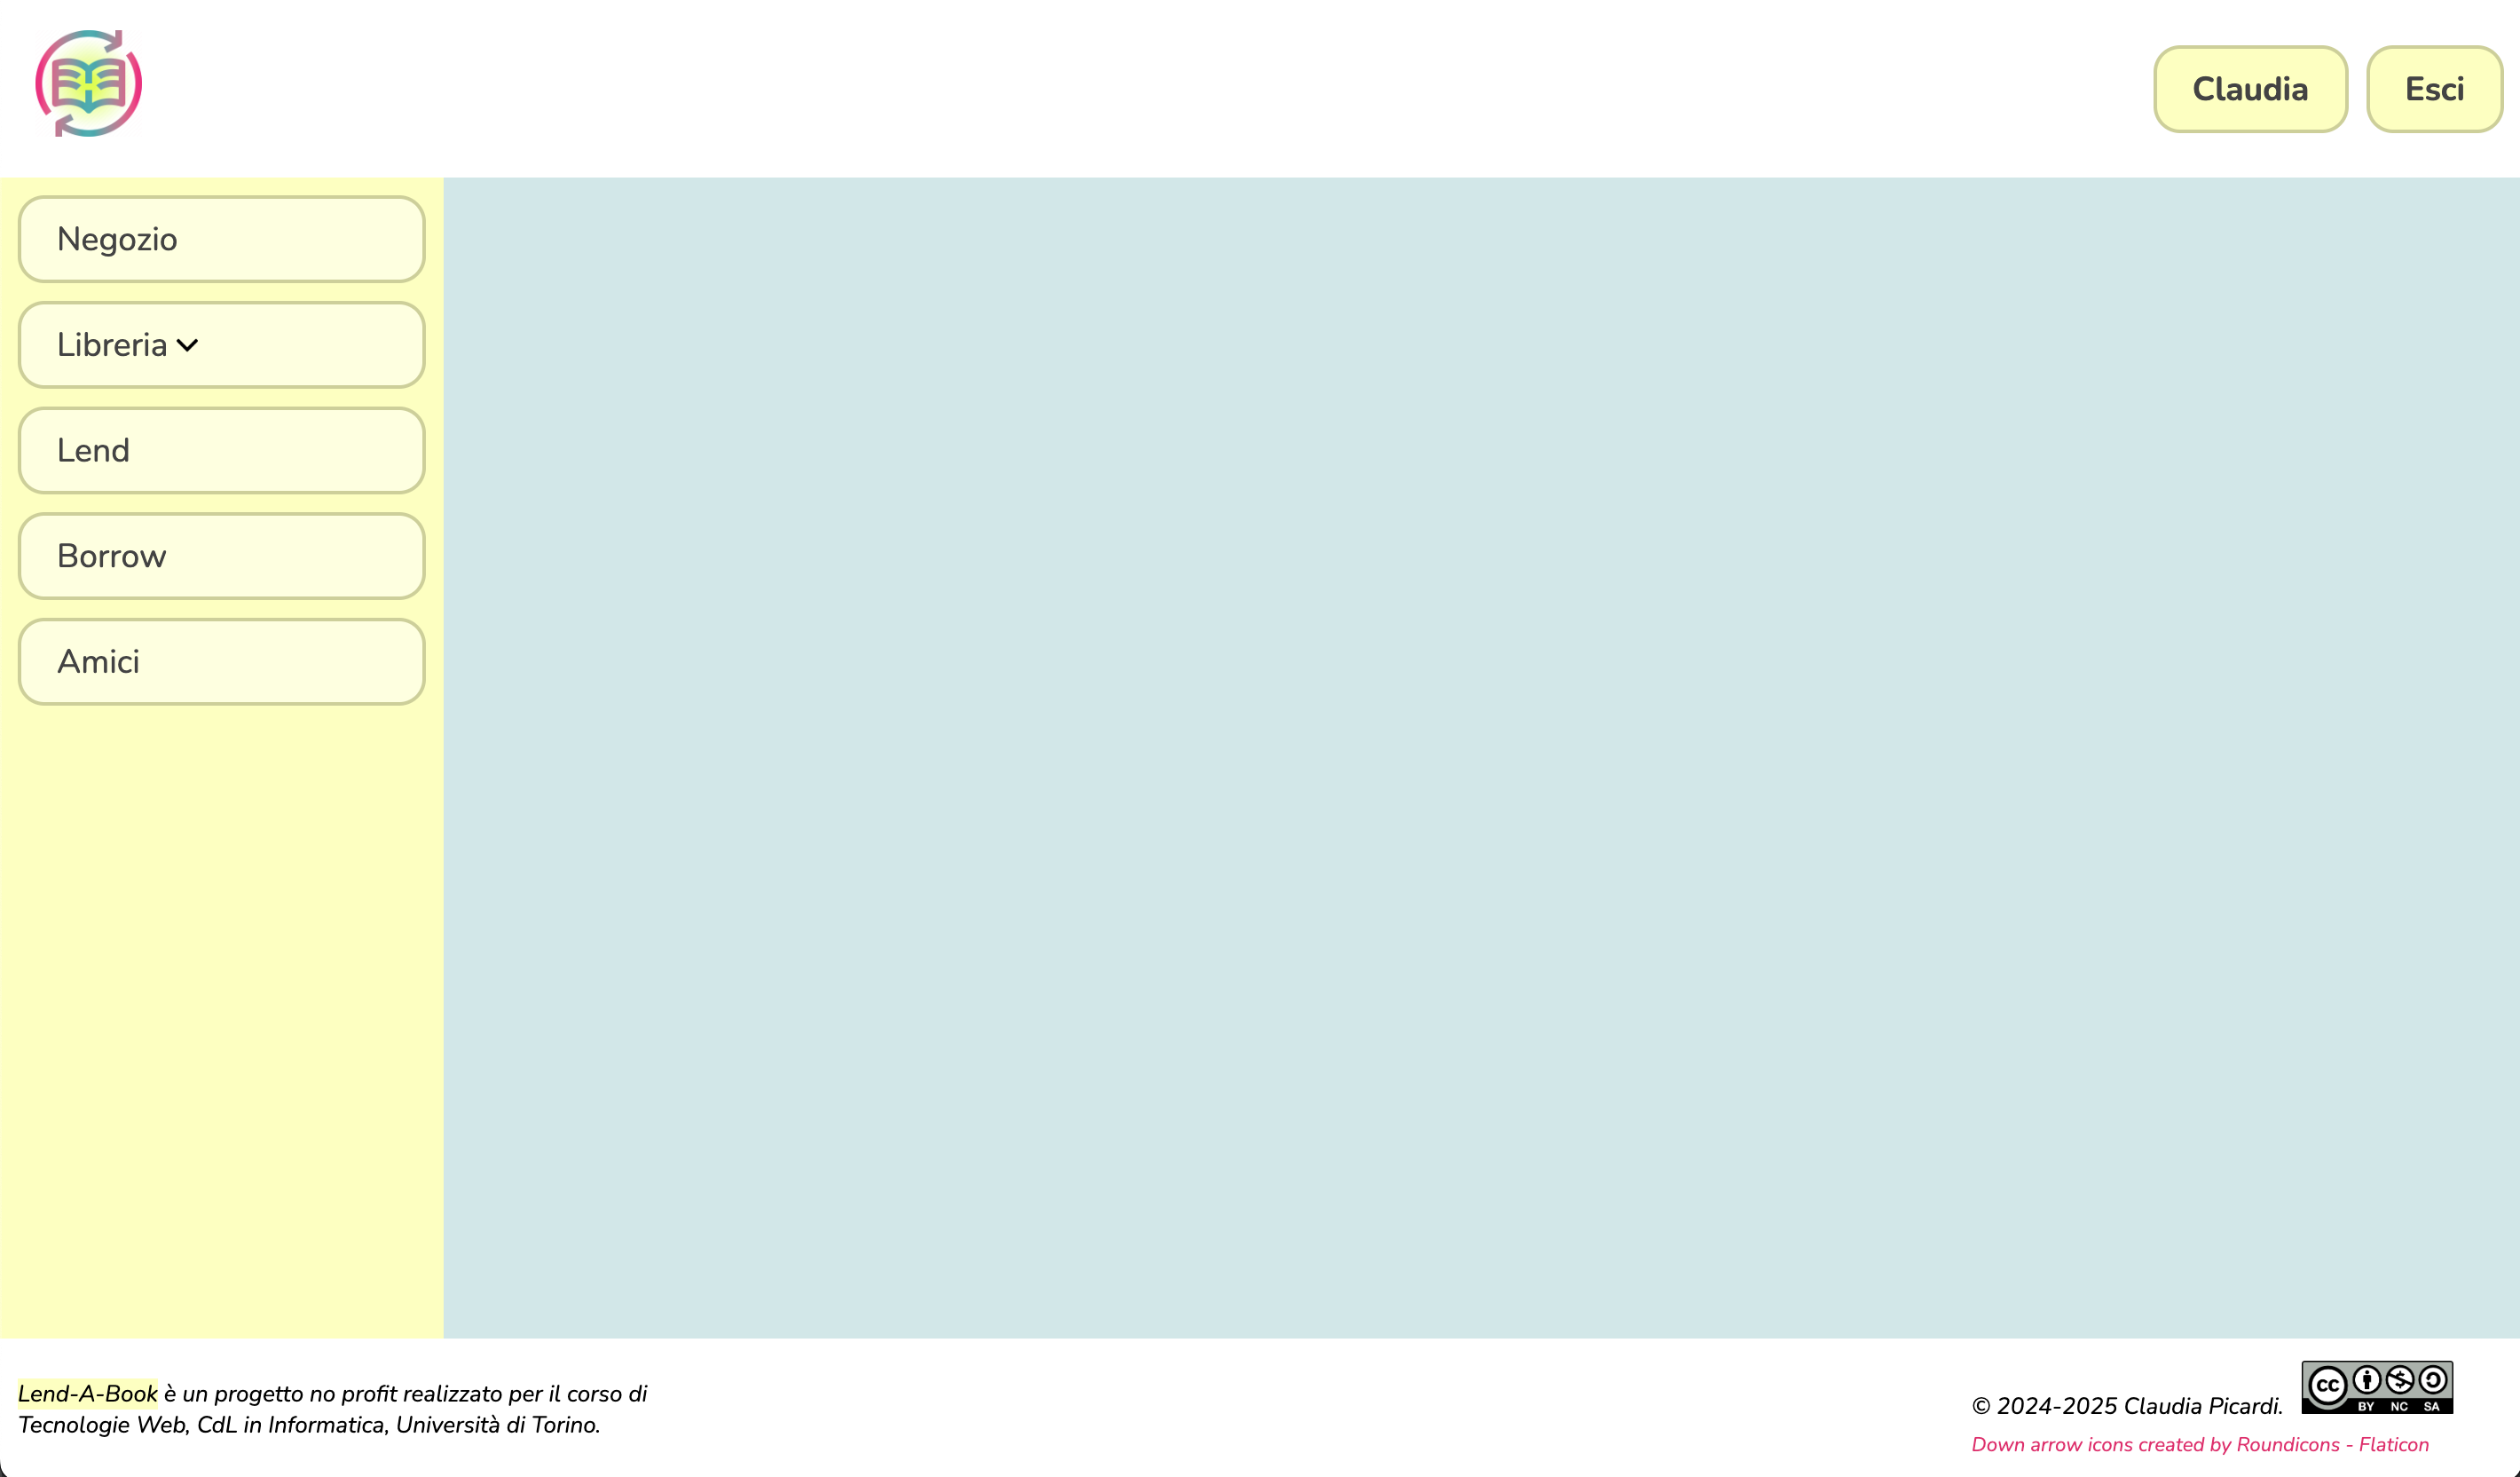 Claudia
Esci
Negozio
Libreria
Lend
Borrow
Amici
Lend-A-Book è un progetto no profit realizzato per il corso di
Tecnologie Web, CdL in Informatica, Università di Torino.
© 2024-2025 Claudia Picardi.
CC BY NC SA
Down arrow icons created by Roundicons - Flaticon